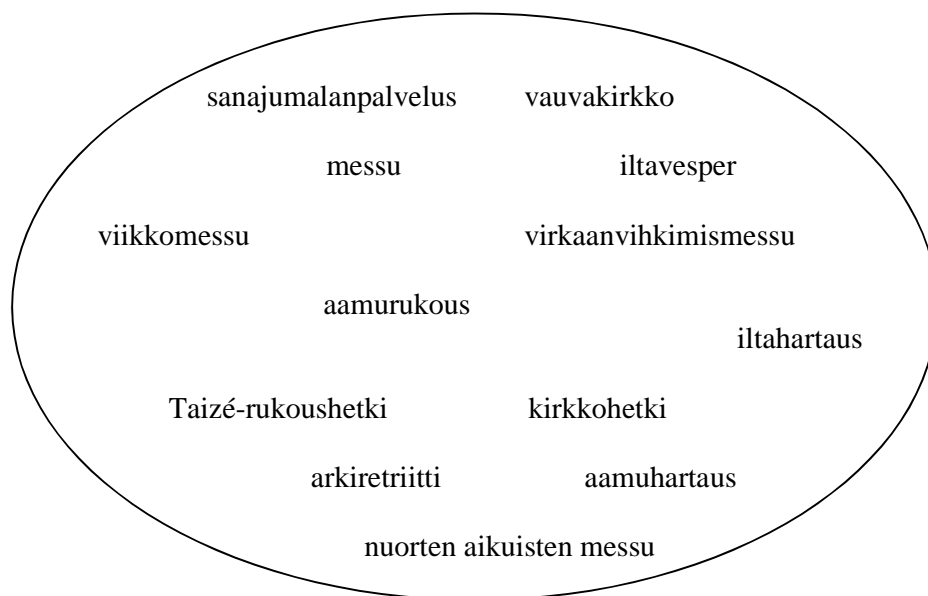 sanajumalanpalvelus vauvakirkko
messu iltavesper
viikkomessu virkaanvihkimismessu
aamurukous
iltahartaus
Taizé-rukoushetki kirkkohetki
arkiretriitti aamuhartaus
nuorten aikuisten messu